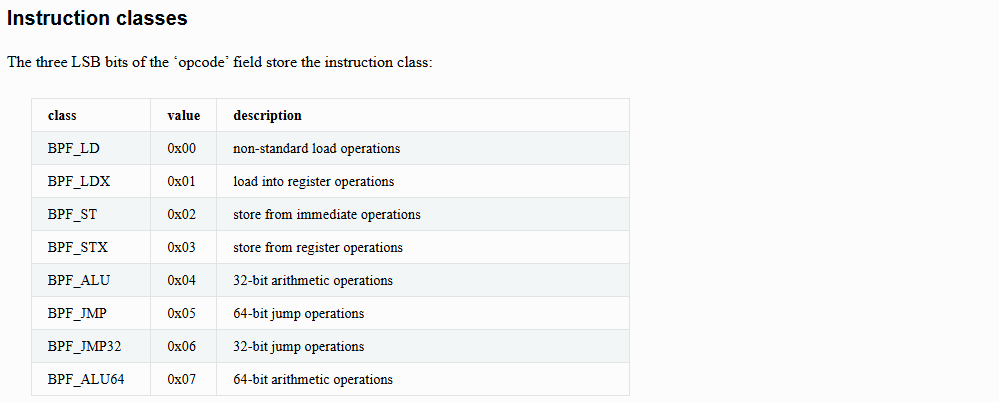 Instruction classes
The three LSB bits of the ‘opcode’ field store the instruction class:
class value description
BPF_LD 0x00 non-standard load operations
BPF_LDX 0x01 load into register operations
BPF_ST 0x02 store from immediate operations
BPF_STX 0x03 store from register operations
BPF_ALU 0x04 32-bit arithmetic operations
BPF_JMP 0x05 64-bit jump operations
BPF_JMP32 0x06 32-bit jump operations
BPF_ALU64 0x07 64-bit arithmetic operations